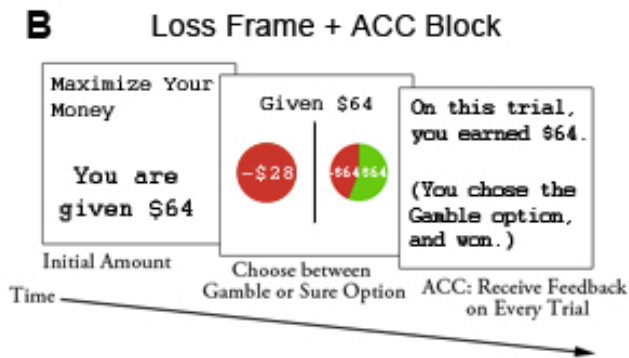 B Loss Frame + ACC Block
Maximize Your
Money
You are
given $64
Initial Amount
Given $64
-$28
-$64 $64
Choose between
Gamble or Sure Option
On this trial,
you earned $64.
(You chose the
Gamble option,
and won.)
ACC: Receive Feedback
on Every Trial
Time